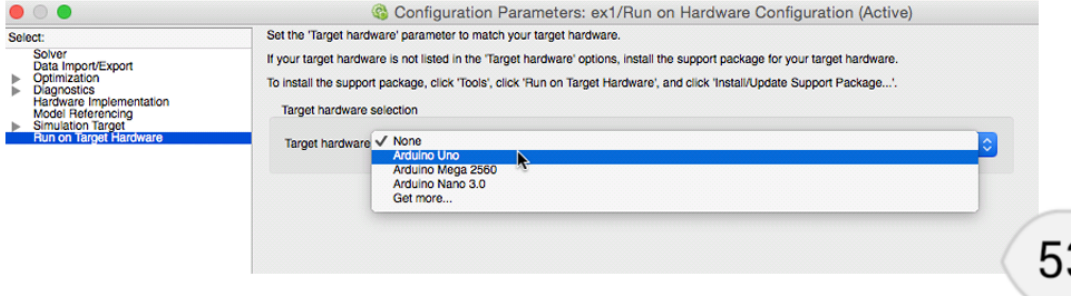 Configuration Parameters: ex1/Run on Hardware Configuration (Active)
Select:
Solver
Data Import/Export
Optimization
Diagnostics
Hardware Implementation
Model Referencing
Simulation Target
Run on Target Hardware
Set the 'Target hardware' parameter to match your target hardware.
If your target hardware is not listed in the 'Target hardware' options, install the support package for your target hardware.
To install the support package, click 'Tools', click 'Run on Target Hardware', and click 'Install/Update Support Package...'.
Target hardware selection
Target hardware ✓ None
Arduino Uno
Arduino Mega 2560
Arduino Nano 3.0
Get more...